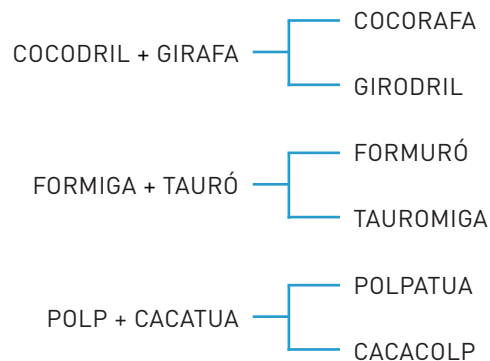 COCODRIL + GIRAFA
COCORAFA
GIRODRIL
FORMIGA + TAURÓ
FORMURÓ
TAUROMIGA
POLP + CACATUA
POLPATUA
CACACOLP